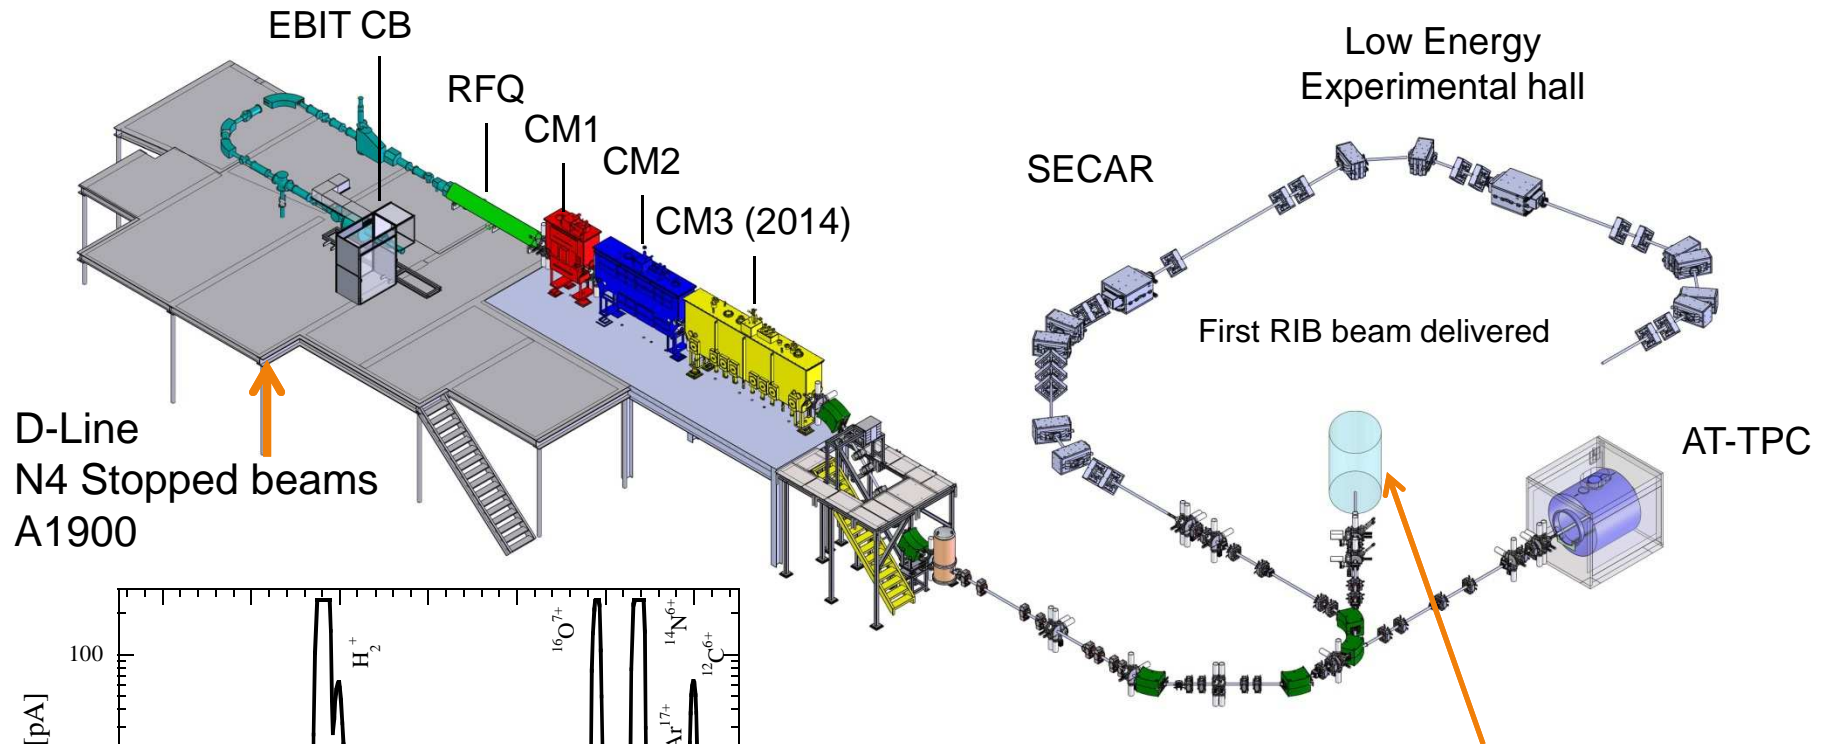 EBIT CB
RFQ
CM1
CM2
CM3 (2014)
Low Energy
Experimental hall
SECAR
First RIB beam delivered
AT-TPC
D-Line
N4 Stopped beams
A1900
100
[pA]
H2+
16O7+
14N6+
12C6+
Ar17+